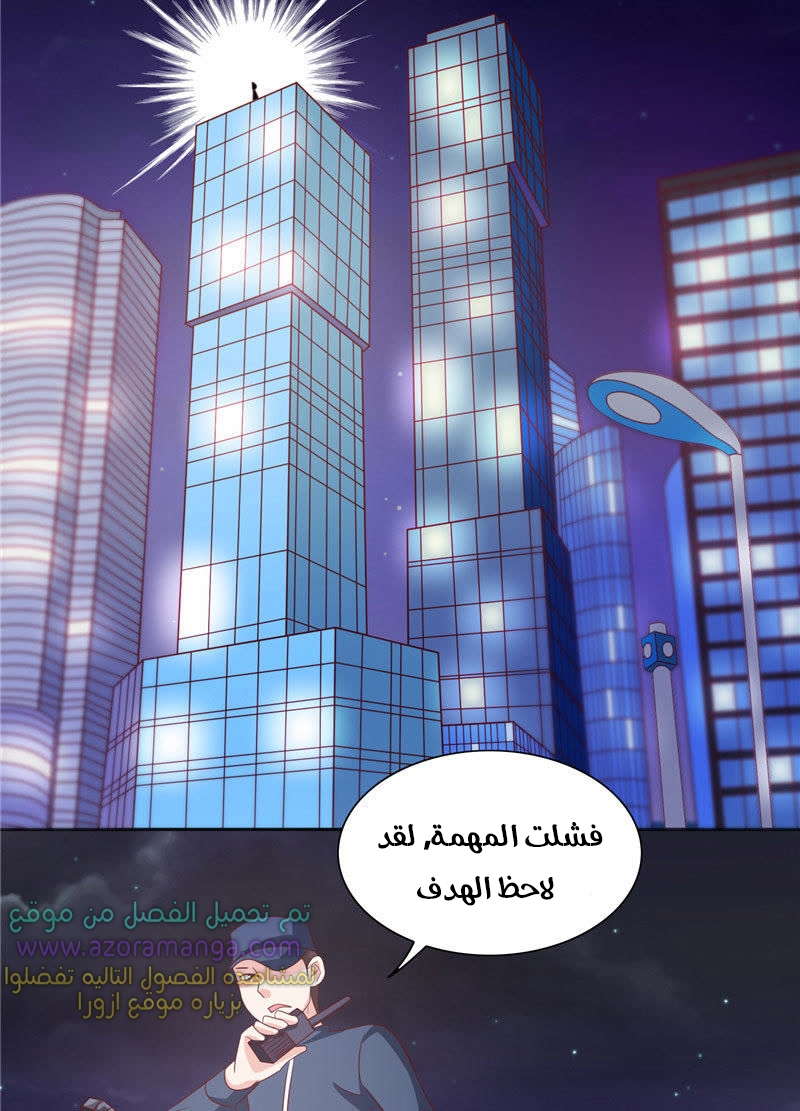 فشلت المهمة, لقد
لاحظ الهدف
تم تحميل الفصل من موقع
www.azoramanga.com
لمشاهده الفصول التاليه تفضلوا
بزياره موقع ازورا